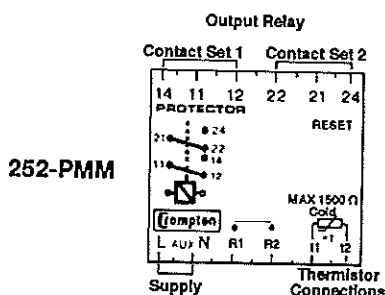 Output Relay
Contact Set 1 Contact Set 2
14 11 12 22 21 24
PROTECTOR
RESET
24
21
22
14
11
12
252-PMM
MAX 1500 Ω
Cold
Crompton
+T
L AUX N R1 R2 t1 t2
Supply
Thermistor
Connections